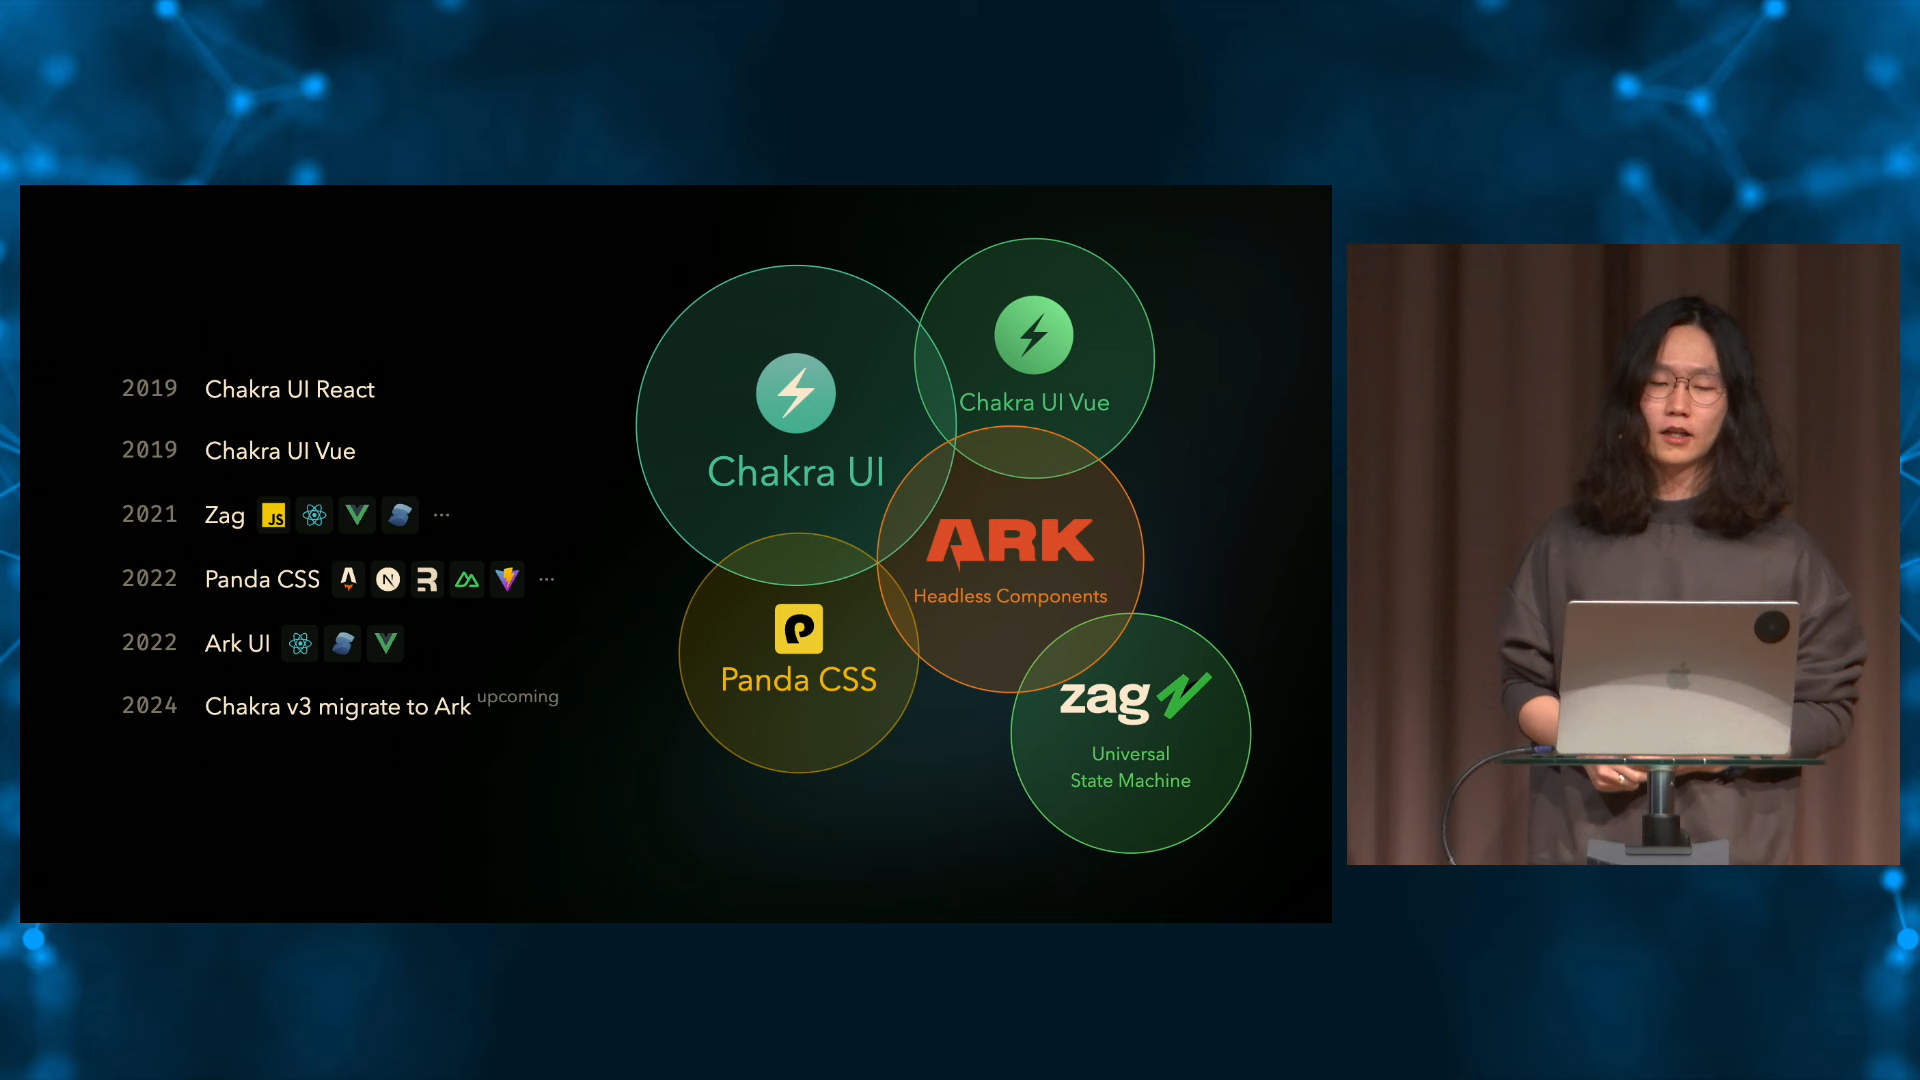 2019 Chakra UI React
2019 Chakra UI Vue
2021 Zag JS ...
2022 Panda CSS N R ...
2022 Ark UI
2024 Chakra v3 migrate to Ark upcoming
Chakra UI
Chakra UI Vue
ARK
Headless Components
Panda CSS
zag
Universal
State Machine